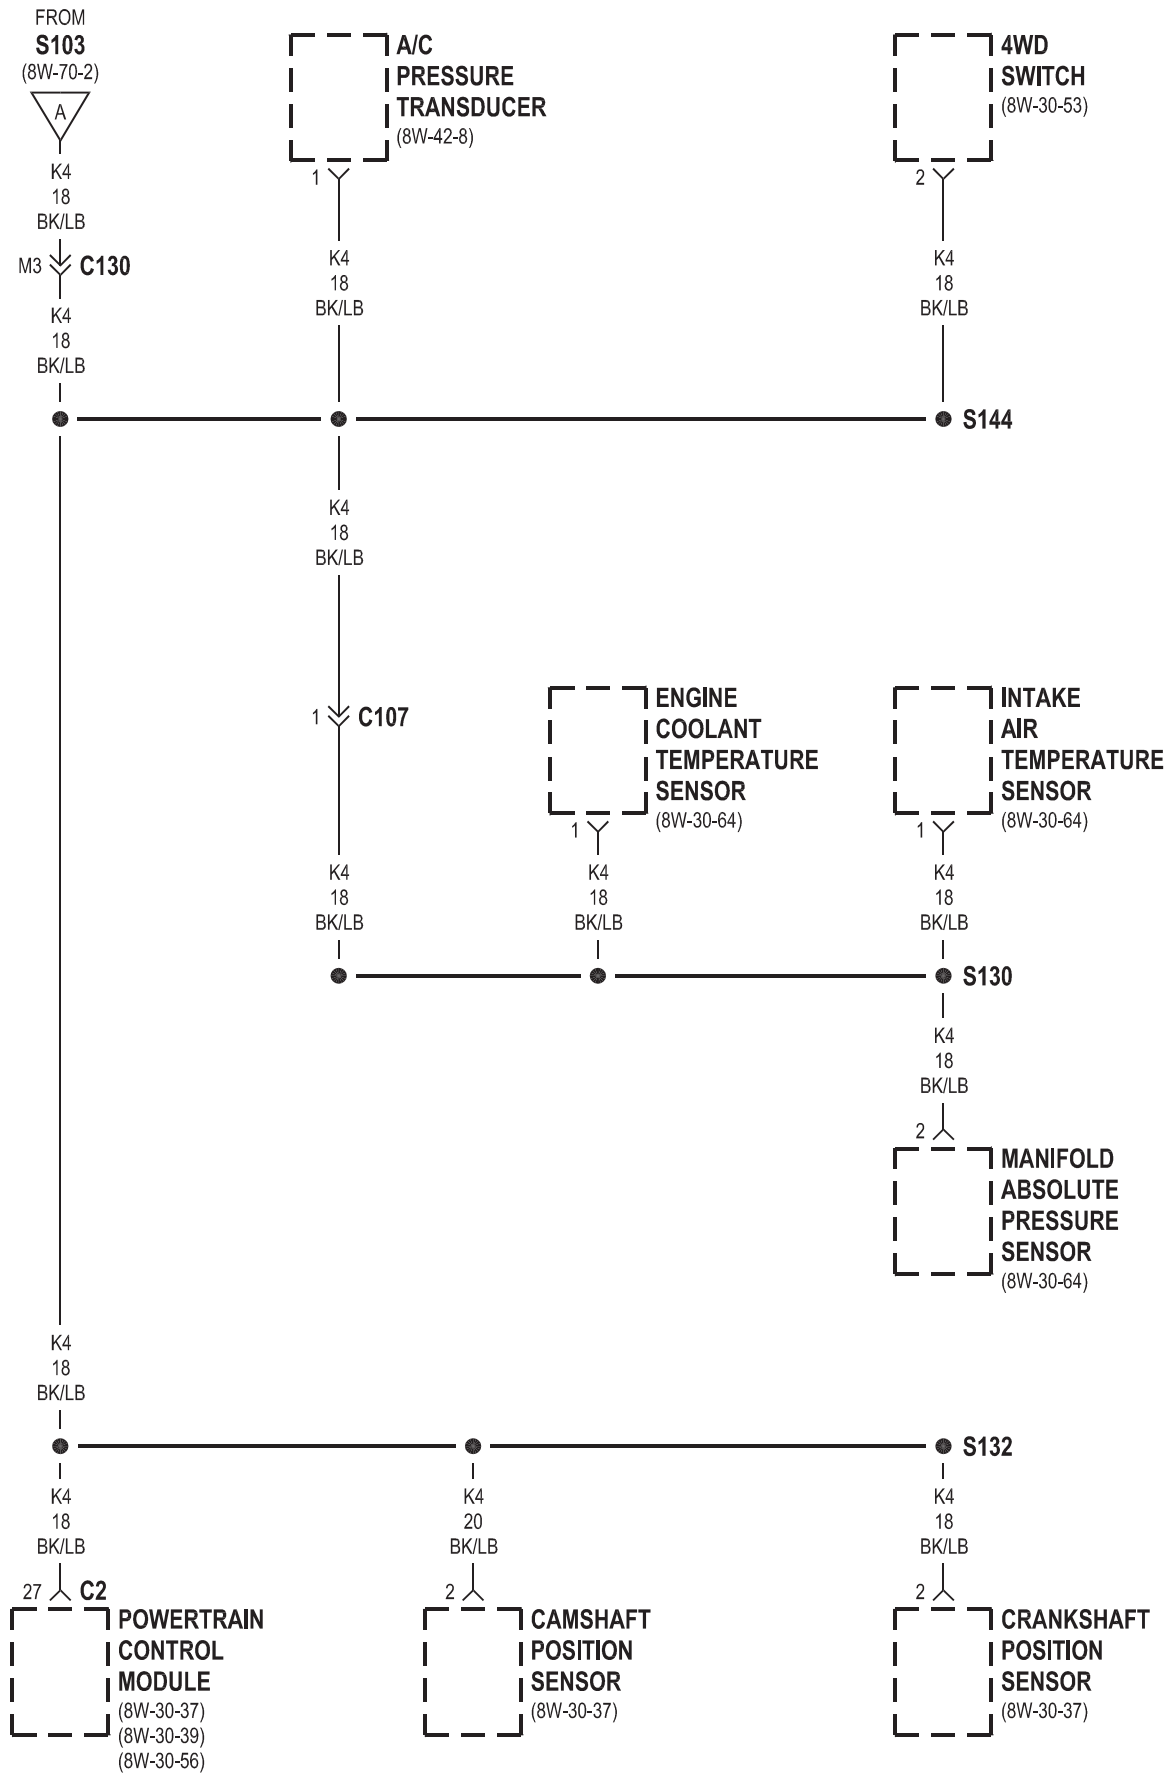 FROM
S103
(8W-70-2)
A
K4
18
BK/LB
M3
C130
K4
18
BK/LB
A/C
PRESSURE
TRANSDUCER
(8W-42-8)
1
K4
18
BK/LB
4WD
SWITCH
(8W-30-53)
2
K4
18
BK/LB
S144
K4
18
BK/LB
1
C107
K4
18
BK/LB
ENGINE
COOLANT
TEMPERATURE
SENSOR
(8W-30-64)
1
K4
18
BK/LB
INTAKE
AIR
TEMPERATURE
SENSOR
(8W-30-64)
1
K4
18
BK/LB
S130
K4
18
BK/LB
2
MANIFOLD
ABSOLUTE
PRESSURE
SENSOR
(8W-30-64)
K4
18
BK/LB
S132
K4
18
BK/LB
27
C2
POWERTRAIN
CONTROL
MODULE
(8W-30-37)
(8W-30-39)
(8W-30-56)
K4
20
BK/LB
2
CAMSHAFT
POSITION
SENSOR
(8W-30-37)
K4
18
BK/LB
2
CRANKSHAFT
POSITION
SENSOR
(8W-30-37)